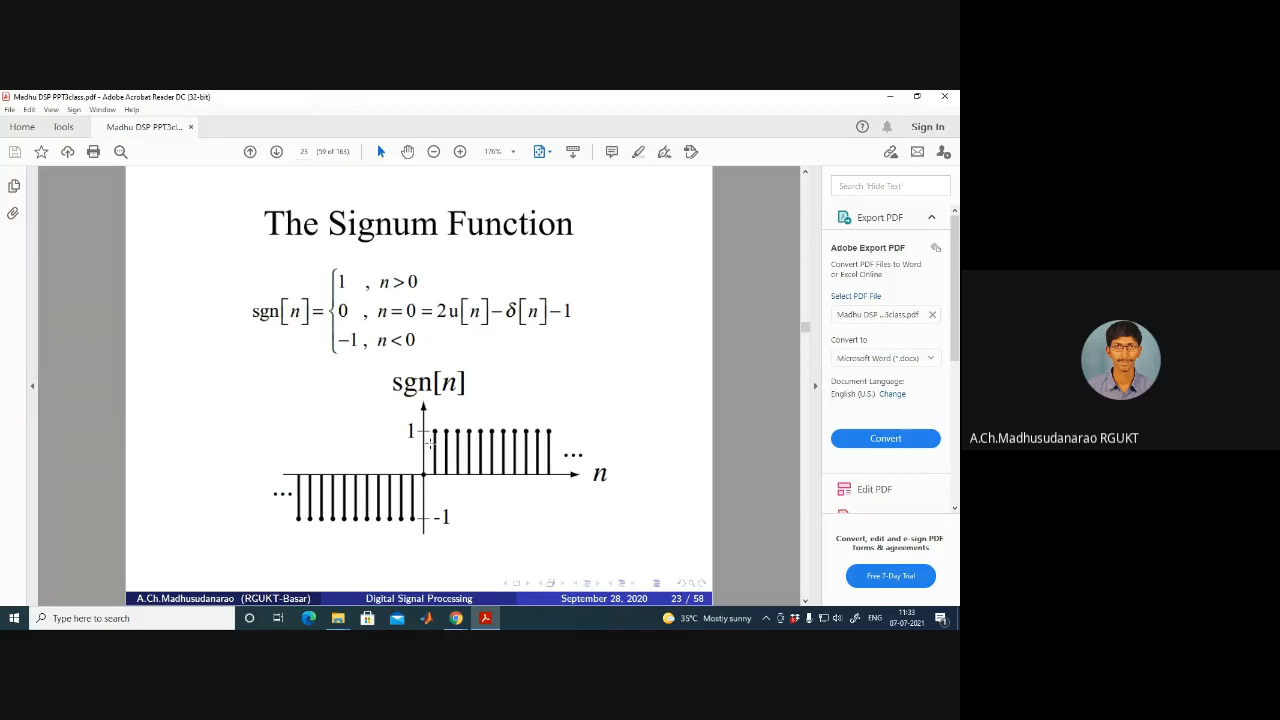 Madhu DSP PPT3class.pdf - Adobe Acrobat Reader DC (32-bit)
File Edit View Sign Window Help
Home Tools Madhu DSP PPT3cl... × Sign In
23 (59 of 163) 176%
The Signum Function
sgn[n] = { 1 , n > 0
0 , n = 0 = 2u[n] − δ[n] − 1
−1 , n < 0
sgn[n]
1
...
n
...
-1
A.Ch.Madhusudanarao (RGUKT-Basar) Digital Signal Processing September 28, 2020 23 / 58
Search 'Hide Text'
Export PDF
Adobe Export PDF
Convert PDF Files to Word
or Excel Online
Select PDF File
Madhu DSP ...3class.pdf
Convert to
Microsoft Word (*.docx)
Document Language:
English (U.S.) Change
Convert
Edit PDF
Convert, edit and e-sign PDF
forms & agreements
Free 7-Day Trial
Type here to search
35°C Mostly sunny
ENG
11:33
07-07-2021
A.Ch.Madhusudanarao RGUKT